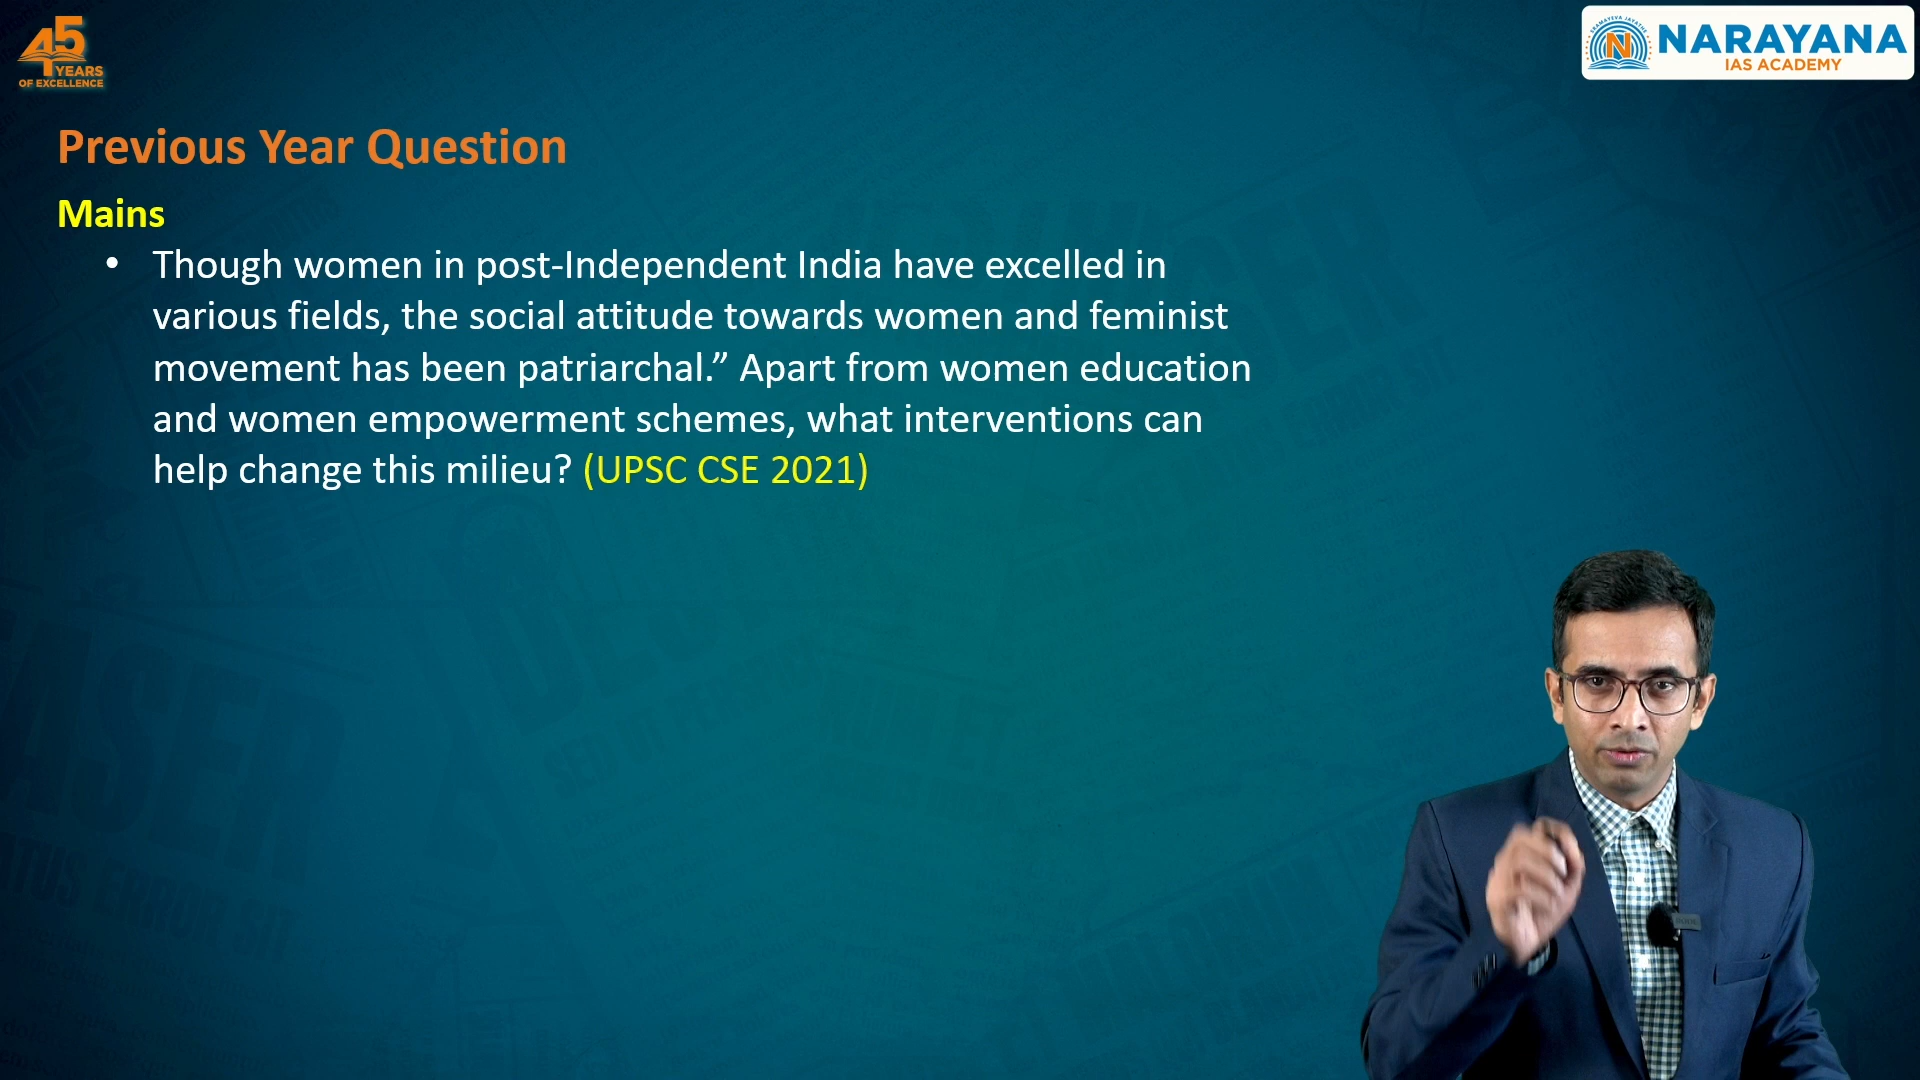 45
YEARS
OF EXCELLENCE
NARAYANA
IAS ACADEMY
Previous Year Question
Mains
• Though women in post-Independent India have excelled in
various fields, the social attitude towards women and feminist
movement has been patriarchal.” Apart from women education
and women empowerment schemes, what interventions can
help change this milieu? (UPSC CSE 2021)